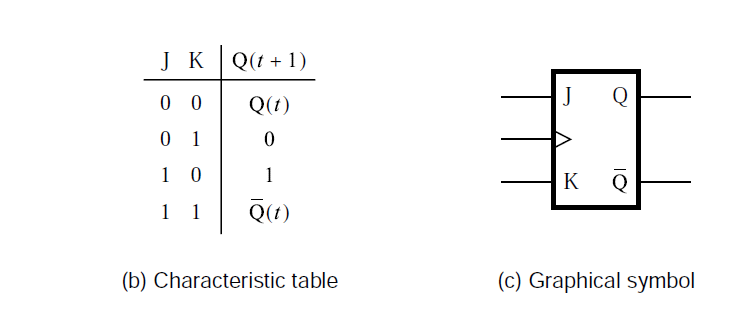 J K Q(t + 1)
0 0 Q(t)
0 1 0
1 0 1
1 1 Q̅(t)
J Q
K Q̅
(b) Characteristic table
(c) Graphical symbol